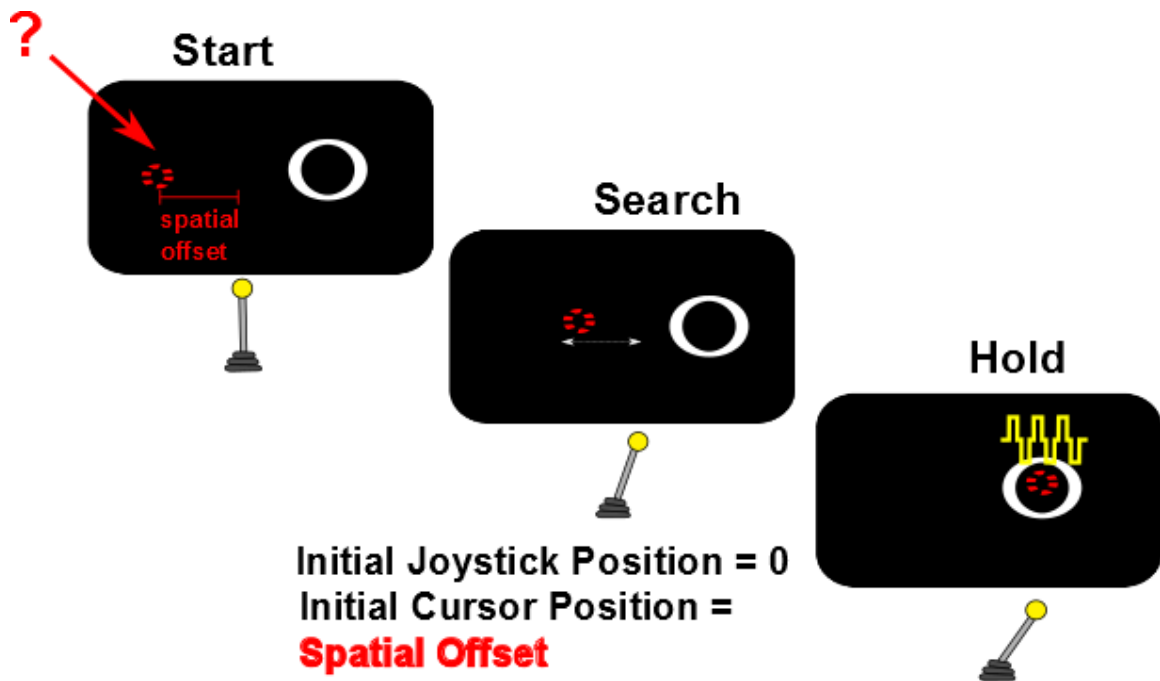 ?
Start
spatial
offset
Search
Hold
Initial Joystick Position = 0
Initial Cursor Position =
Spatial Offset